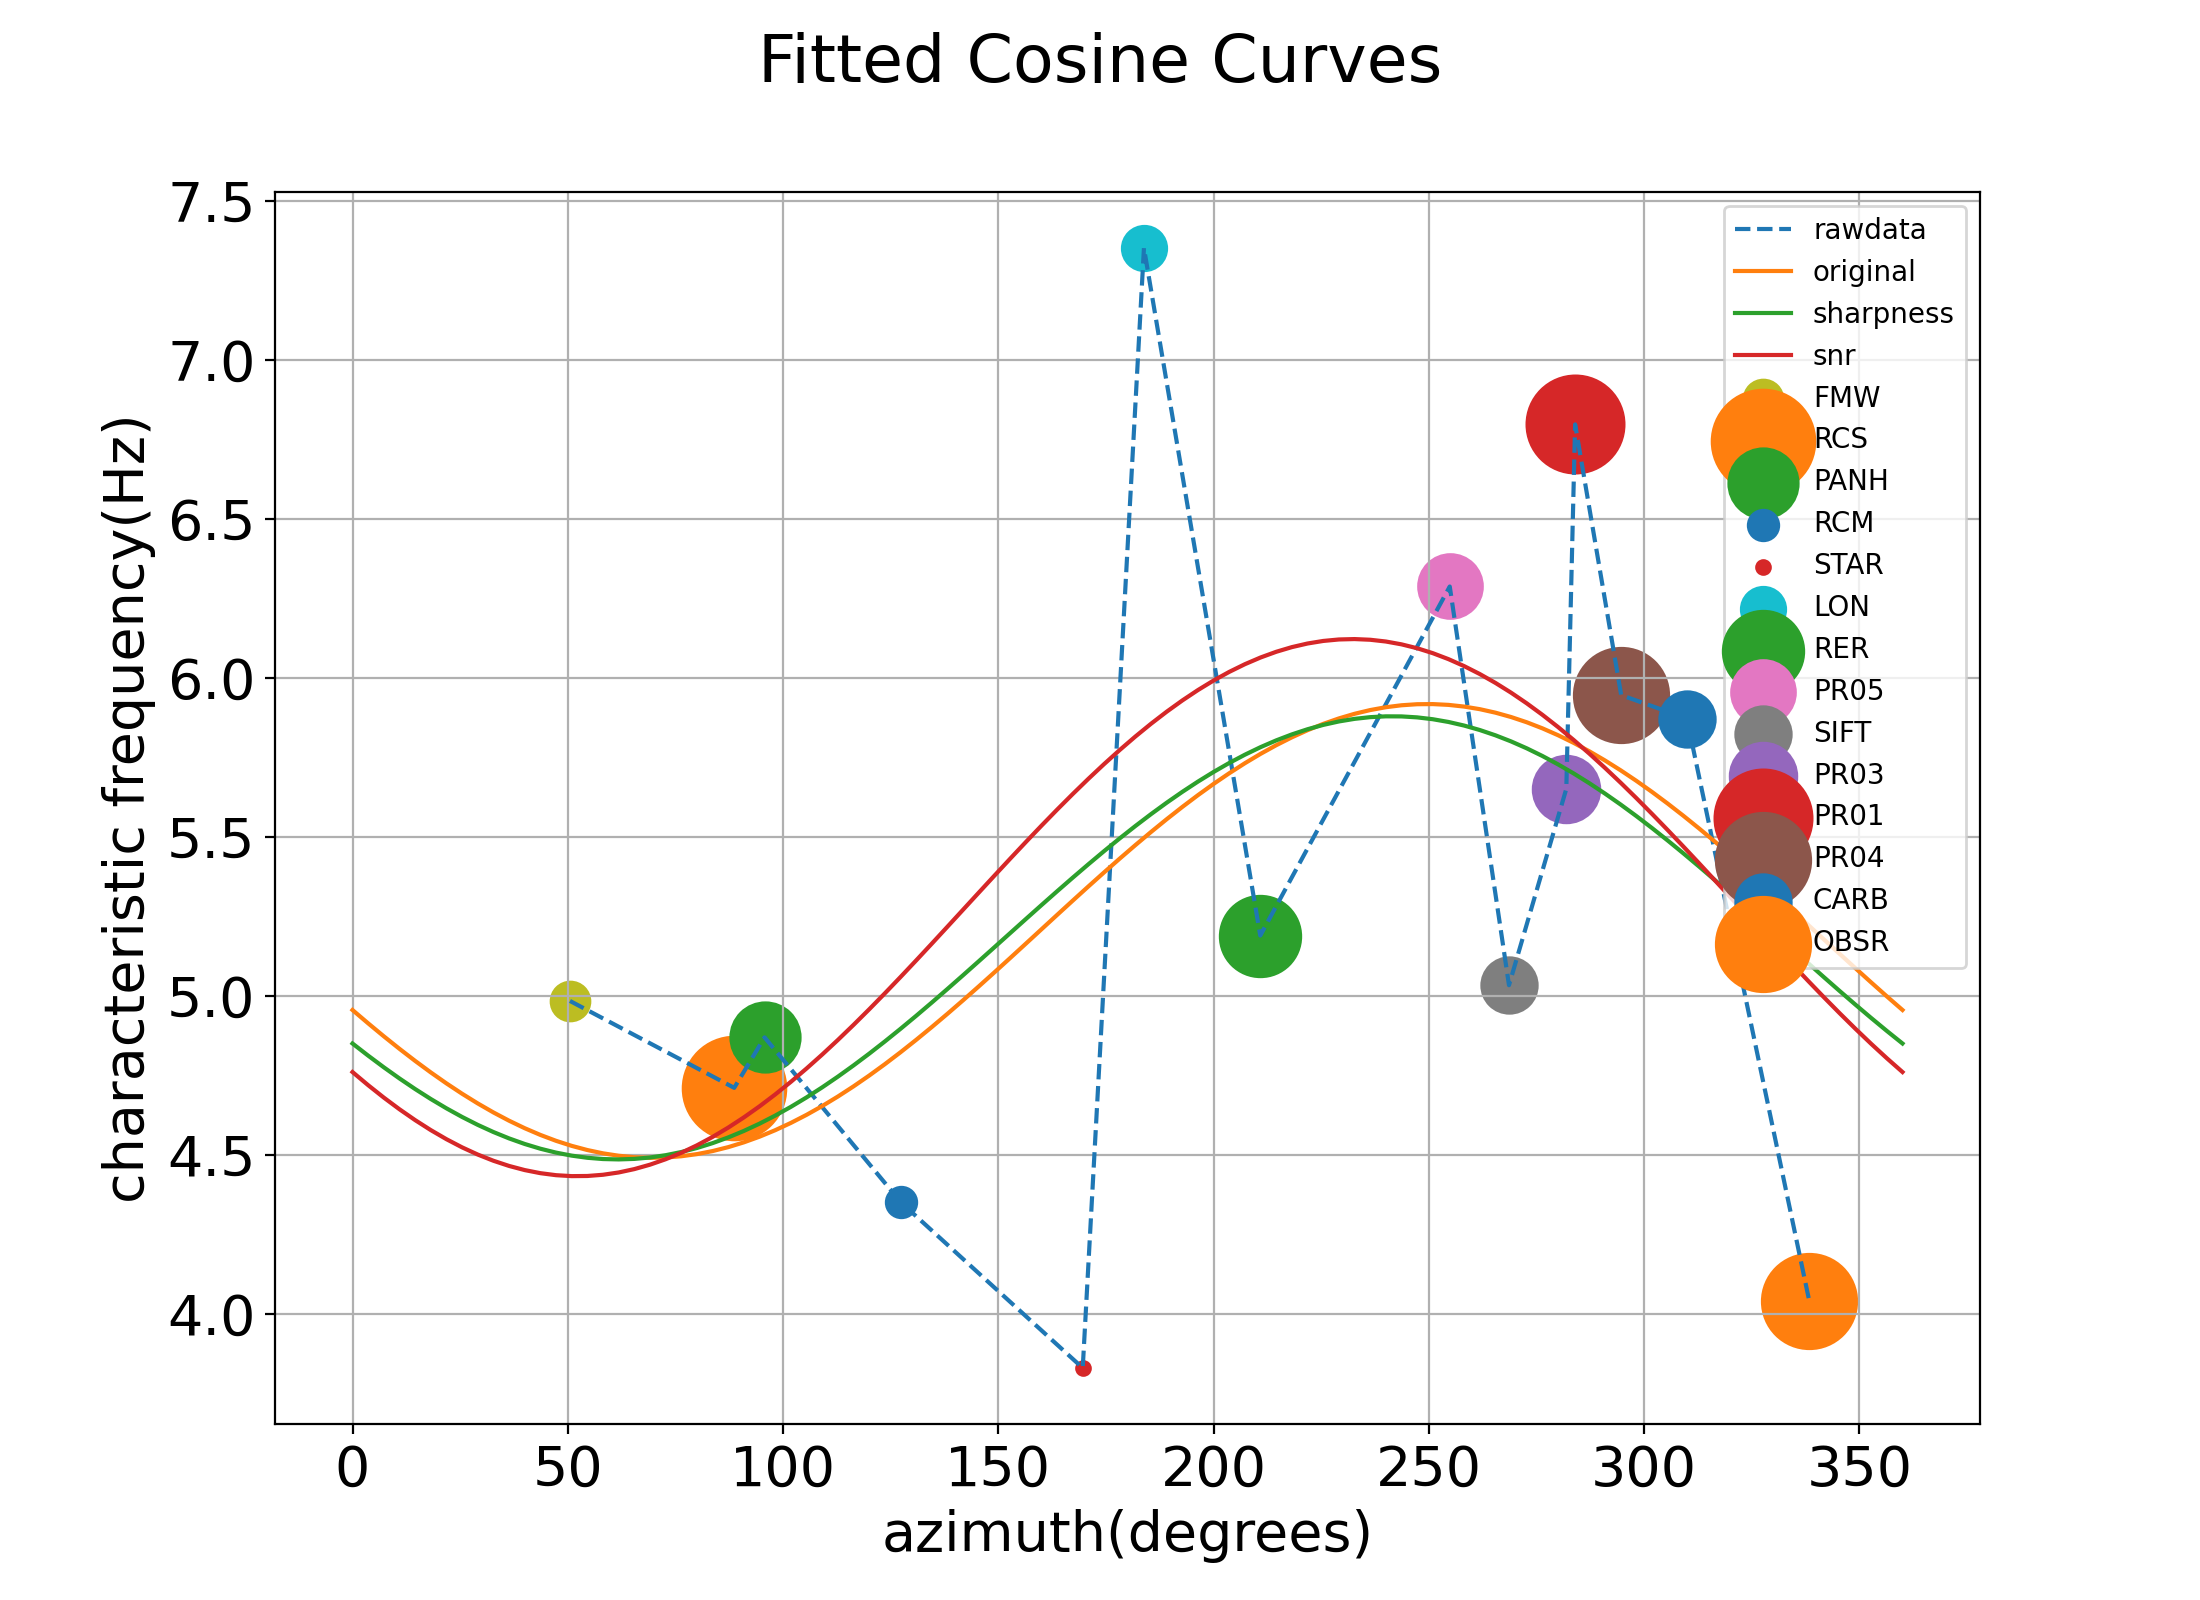 Fitted Cosine Curves
characteristic frequency(Hz)
7.5
7.0
6.5
6.0
5.5
5.0
4.5
4.0
rawdata
original
sharpness
snr
FMW
RCS
PANH
RCM
STAR
LON
RER
PR05
SIFT
PR03
PR01
PR04
CARB
OBSR
0 50 100 150 200 250 300 350
azimuth(degrees)